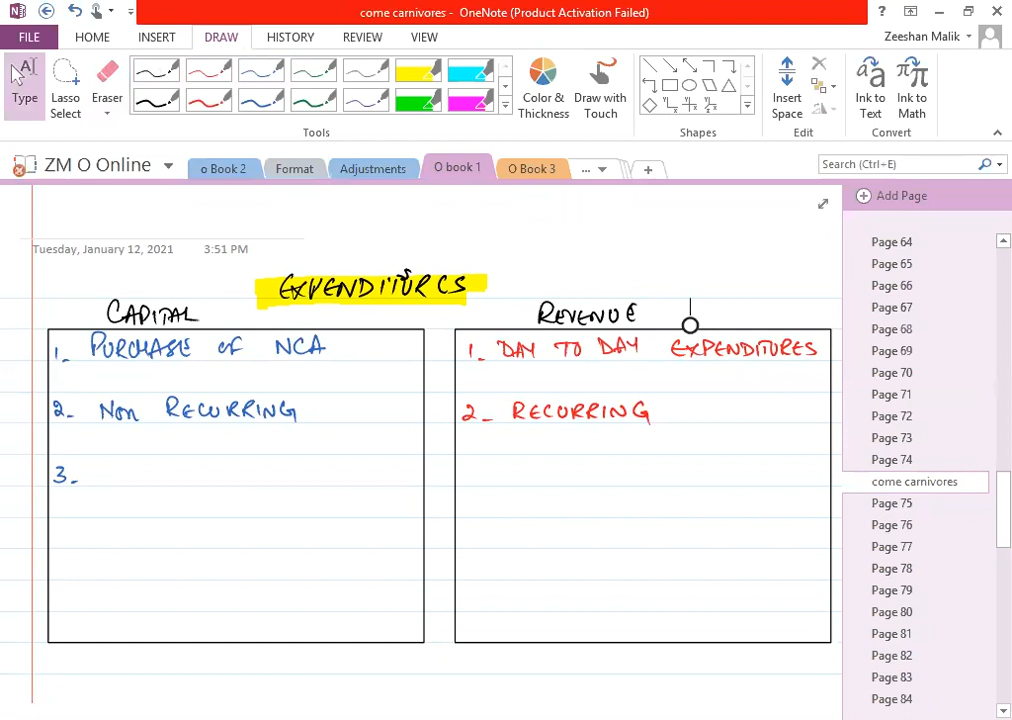 come carnivores - OneNote (Product Activation Failed)
?
Zeeshan Malik
FILE HOME INSERT DRAW HISTORY REVIEW VIEW
Type
Lasso Select
Eraser
Color & Thickness
Draw with Touch
Insert Space
Ink to Text
Ink to Math
Tools
Shapes
Edit
Convert
ZM O Online
o Book 2
Format
Adjustments
O book 1
O Book 3
...
Search (Ctrl+E)
Add Page
Tuesday, January 12, 2021 3:51 PM
EXPENDITURES
CAPITAL
REVENUE
1. PURCHASE of NCA
2. Non RECURRING
3.
1. DAY TO DAY EXPENDITURES
2. RECURRING
Page 64
Page 65
Page 66
Page 67
Page 68
Page 69
Page 70
Page 71
Page 72
Page 73
Page 74
come carnivores
Page 75
Page 76
Page 77
Page 78
Page 79
Page 80
Page 81
Page 82
Page 83
Page 84